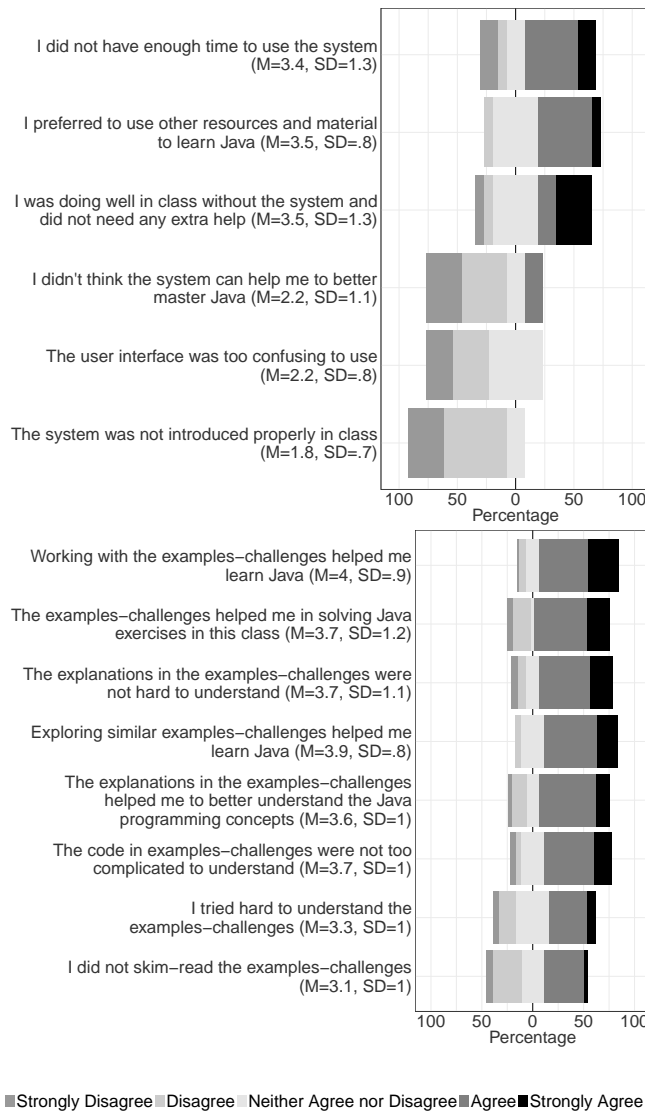 I did not have enough time to use the system
(M=3.4, SD=1.3)
I preferred to use other resources and material
to learn Java (M=3.5, SD=.8)
I was doing well in class without the system and
did not need any extra help (M=3.5, SD=1.3)
I didn't think the system can help me to better
master Java (M=2.2, SD=1.1)
The user interface was too confusing to use
(M=2.2, SD=.8)
The system was not introduced properly in class
(M=1.8, SD=.7)
100 50 0 50 100
Percentage
Working with the examples−challenges helped me
learn Java (M=4, SD=.9)
The examples−challenges helped me in solving Java
exercises in this class (M=3.7, SD=1.2)
The explanations in the examples−challenges were
not hard to understand (M=3.7, SD=1.1)
Exploring similar examples−challenges helped me
learn Java (M=3.9, SD=.8)
The explanations in the examples−challenges
helped me to better understand the Java
programming concepts (M=3.6, SD=1)
The code in examples−challenges were not too
complicated to understand (M=3.7, SD=1)
I tried hard to understand the
examples−challenges (M=3.3, SD=1)
I did not skim−read the examples−challenges
(M=3.1, SD=1)
100 50 0 50 100
Percentage
Strongly Disagree Disagree Neither Agree nor Disagree Agree Strongly Agree